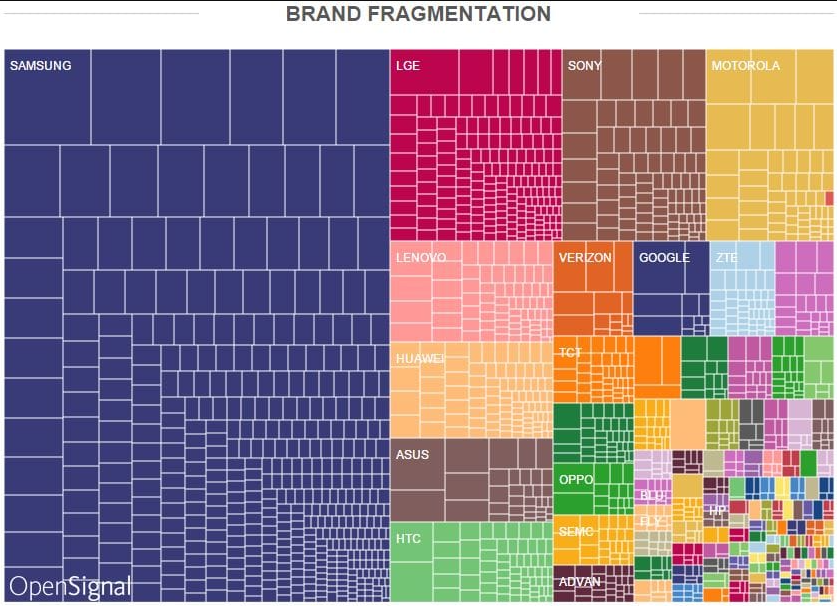 BRAND FRAGMENTATION
SAMSUNG
LGE
SONY
MOTOROLA
LENOVO
VERIZON
GOOGLE
ZTE
HUAWEI
TCT
ASUS
OPPO
BLU
HP
FLY
HTC
SEMC
ADVAN
OpenSignal